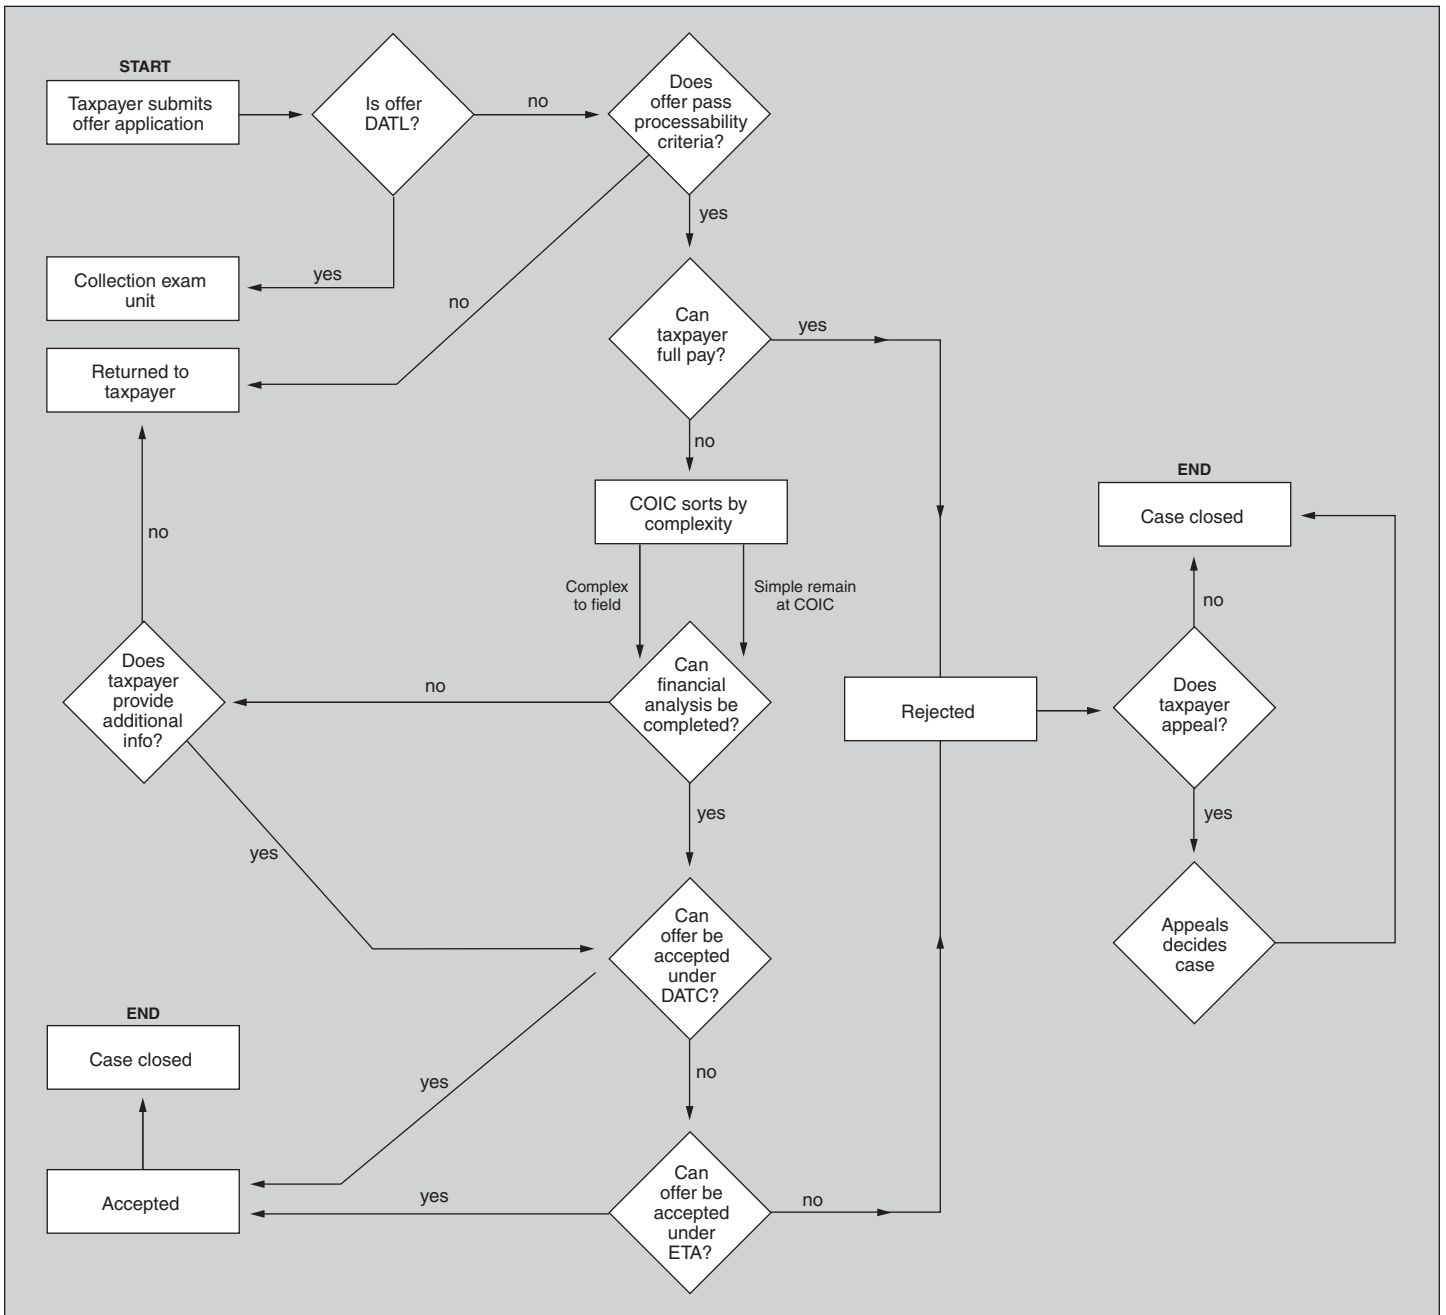 START
Taxpayer submits
offer application
Is offer
DATL?
no
Does
offer pass
processability
criteria?
yes
Collection exam
unit
yes
no
Returned to
taxpayer
Can
taxpayer
full pay?
yes
no
COIC sorts by
complexity
Complex
to field
Simple remain
at COIC
no
Does
taxpayer
provide
additional
info?
no
Can
financial
analysis be
completed?
yes
yes
Can
offer be
accepted
under
DATC?
yes
no
END
Case closed
Accepted
yes
Can
offer be
accepted
under
ETA?
no
Rejected
END
Case closed
no
Does
taxpayer
appeal?
yes
Appeals
decides
case